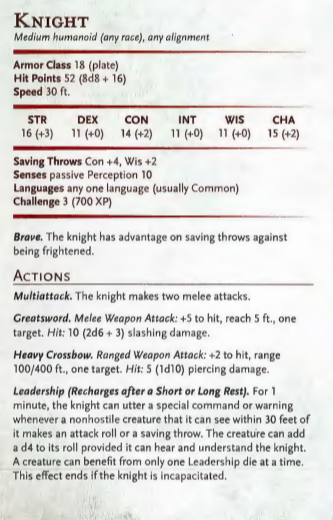 KNIGHT
Medium humanoid (any race), any alignment
Armor Class 18 (plate)
Hit Points 52 (8d8 + 16)
Speed 30 ft.
STR DEX CON INT WIS CHA
16 (+3) 11 (+0) 14 (+2) 11 (+0) 11 (+0) 15 (+2)
Saving Throws Con +4, Wis +2
Senses passive Perception 10
Languages any one language (usually Common)
Challenge 3 (700 XP)
Brave. The knight has advantage on saving throws against
being frightened.
ACTIONS
Multiattack. The knight makes two melee attacks.
Greatsword. Melee Weapon Attack: +5 to hit, reach 5 ft., one
target. Hit: 10 (2d6 + 3) slashing damage.
Heavy Crossbow. Ranged Weapon Attack: +2 to hit, range
100/400 ft., one target. Hit: 5 (1d10) piercing damage.
Leadership (Recharges after a Short or Long Rest). For 1
minute, the knight can utter a special command or warning
whenever a nonhostile creature that it can see within 30 feet of
it makes an attack roll or a saving throw. The creature can add
a d4 to its roll provided it can hear and understand the knight.
A creature can benefit from only one Leadership die at a time.
This effect ends if the knight is incapacitated.